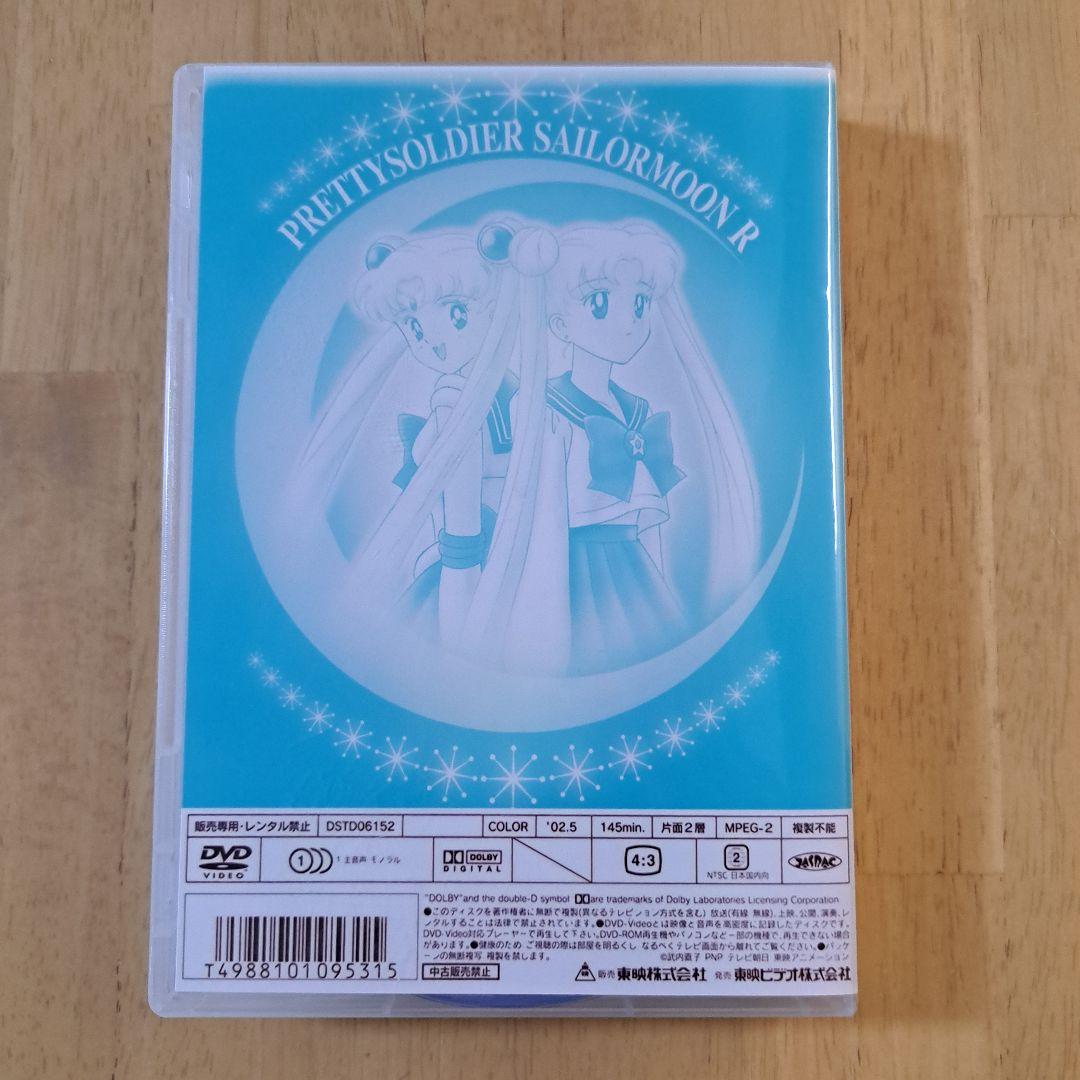 PRETTYSOLDIER SAILORMOON R
販売専用・レンタル禁止 DSTD06152 COLOR '02.5 145min. 片面2層 MPEG-2 複製不能
DVD VIDEO 1 1 主音声 モノラル DOLBY DIGITAL 4:3 2 NTSC 日本国内向 JASRAC
"DOLBY"and the double-D symbol are trademarks of Dolby Laboratories Licensing Corporation
●このディスクを著作権者に無断で複製(異なるテレビジョン方式を含む) 放送(有線 無線)、上映、公開、演奏、レ
ンタルすることは法律で禁止されています。●DVD-Videoとは映像と音声を高密度に記録したディスクです。
DVD-Video対応プレーヤーで再生して下さい。DVD-ROM再生機やパソコンなど一部の機種で、再生できない場合
があります。●健康のため ご視聴の際は部屋を明るくし なるべくテレビ画面から離れてご覧ください。●パッケ
ーンの無断複写 複製を禁します。
©武内直子 PNP テレビ朝日 東映アニメーション
T4988101095315
中古販売禁止 販売 東映株式会社 発売 東映ビデオ株式会社